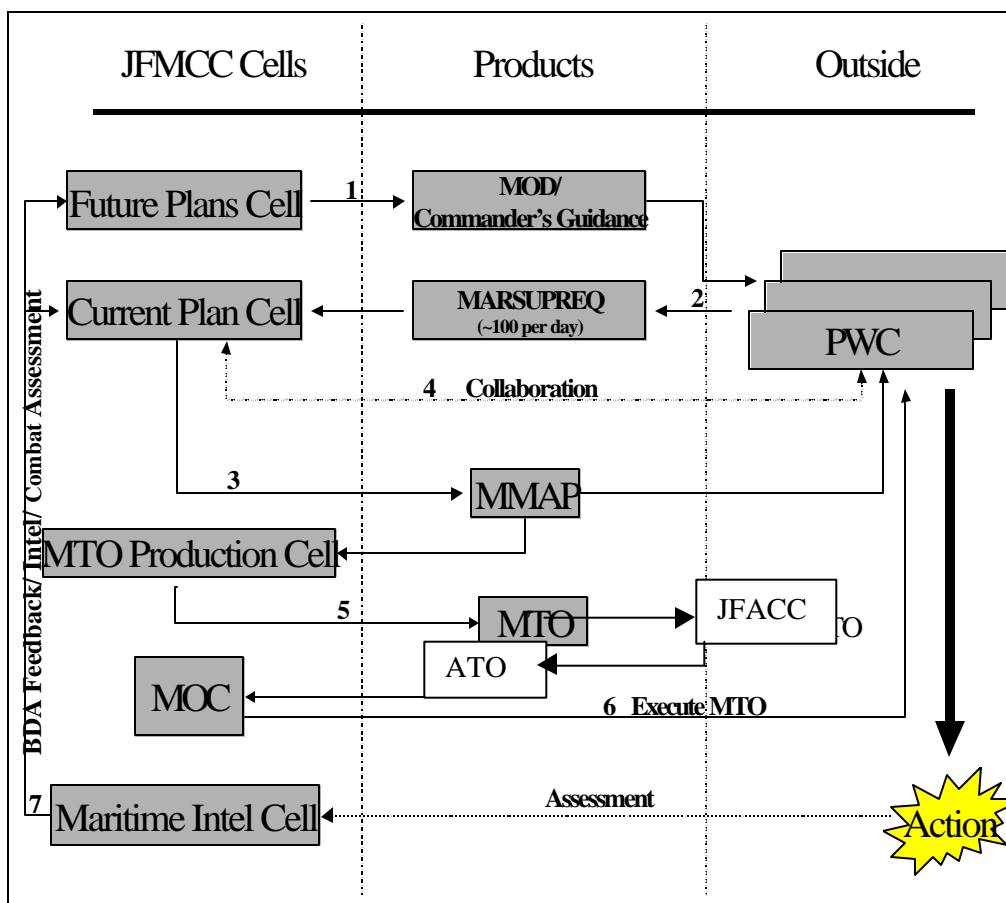 JFMCC Cells
Products
Outside
Future Plans Cell
1
MOD/
Commander's Guidance
Current Plan Cell
MARSUPREQ
(~100 per day)
2
PWC
4 Collaboration
3
MMAP
MTO Production Cell
5
MTO
JFACC
TO
ATO
MOC
6 Execute MTO
7
Maritime Intel Cell
Assessment
Action
BDA Feedback/ Intel/ Combat Assessment